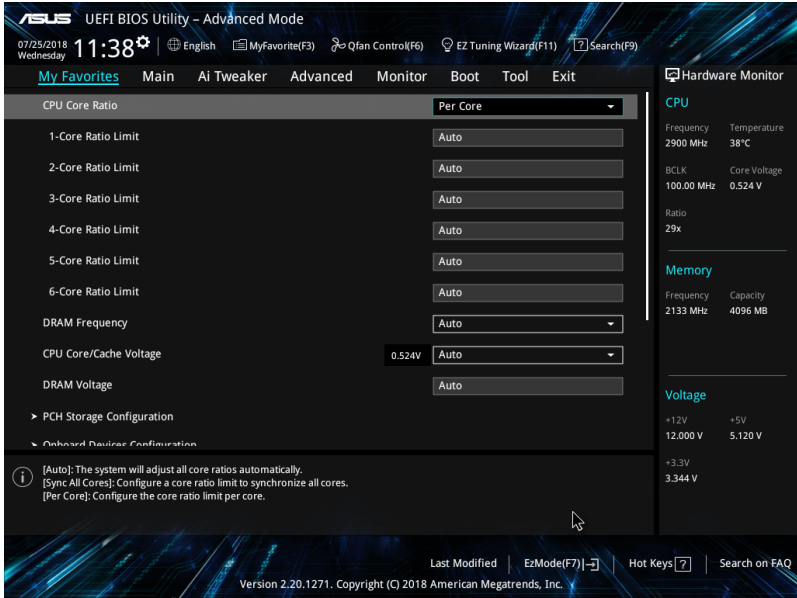 ASUS UEFI BIOS Utility – Advanced Mode
07/25/2018
Wednesday
11:38
English
MyFavorite(F3)
Qfan Control(F6)
EZ Tuning Wizard(F11)
? Search(F9)
My Favorites
Main
Ai Tweaker
Advanced
Monitor
Boot
Tool
Exit
CPU Core Ratio
Per Core
1-Core Ratio Limit
Auto
2-Core Ratio Limit
Auto
3-Core Ratio Limit
Auto
4-Core Ratio Limit
Auto
5-Core Ratio Limit
Auto
6-Core Ratio Limit
Auto
DRAM Frequency
Auto
CPU Core/Cache Voltage
0.524V
Auto
DRAM Voltage
Auto
PCH Storage Configuration
Onboard Devices Configuration
[Auto]: The system will adjust all core ratios automatically.
[Sync All Cores]: Configure a core ratio limit to synchronize all cores.
[Per Core]: Configure the core ratio limit per core.
Hardware Monitor
CPU
Frequency Temperature
2900 MHz 38°C
BCLK Core Voltage
100.00 MHz 0.524 V
Ratio
29x
Memory
Frequency Capacity
2133 MHz 4096 MB
Voltage
+12V +5V
12.000 V 5.120 V
+3.3V
3.344 V
Last Modified
EzMode(F7)
Hot Keys ?
Search on FAQ
Version 2.20.1271. Copyright (C) 2018 American Megatrends, Inc.